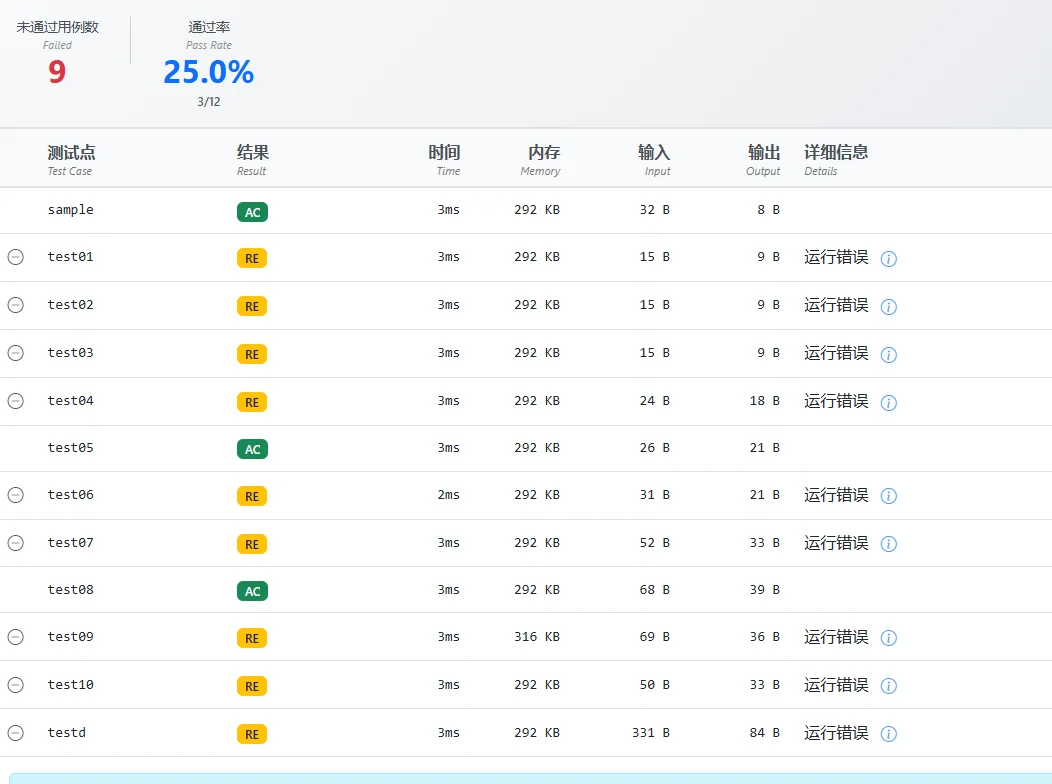 未通过用例数 通过率
Failed Pass Rate
9 25.0%
3/12
测试点 结果 时间 内存 输入 输出 详细信息
Test Case Result Time Memory Input Output Details
sample AC 3ms 292 KB 32 B 8 B
test01 RE 3ms 292 KB 15 B 9 B 运行错误
test02 RE 3ms 292 KB 15 B 9 B 运行错误
test03 RE 3ms 292 KB 15 B 9 B 运行错误
test04 RE 3ms 292 KB 24 B 18 B 运行错误
test05 AC 3ms 292 KB 26 B 21 B
test06 RE 2ms 292 KB 31 B 21 B 运行错误
test07 RE 3ms 292 KB 52 B 33 B 运行错误
test08 AC 3ms 292 KB 68 B 39 B
test09 RE 3ms 316 KB 69 B 36 B 运行错误
test10 RE 3ms 292 KB 50 B 33 B 运行错误
testd RE 3ms 292 KB 331 B 84 B 运行错误